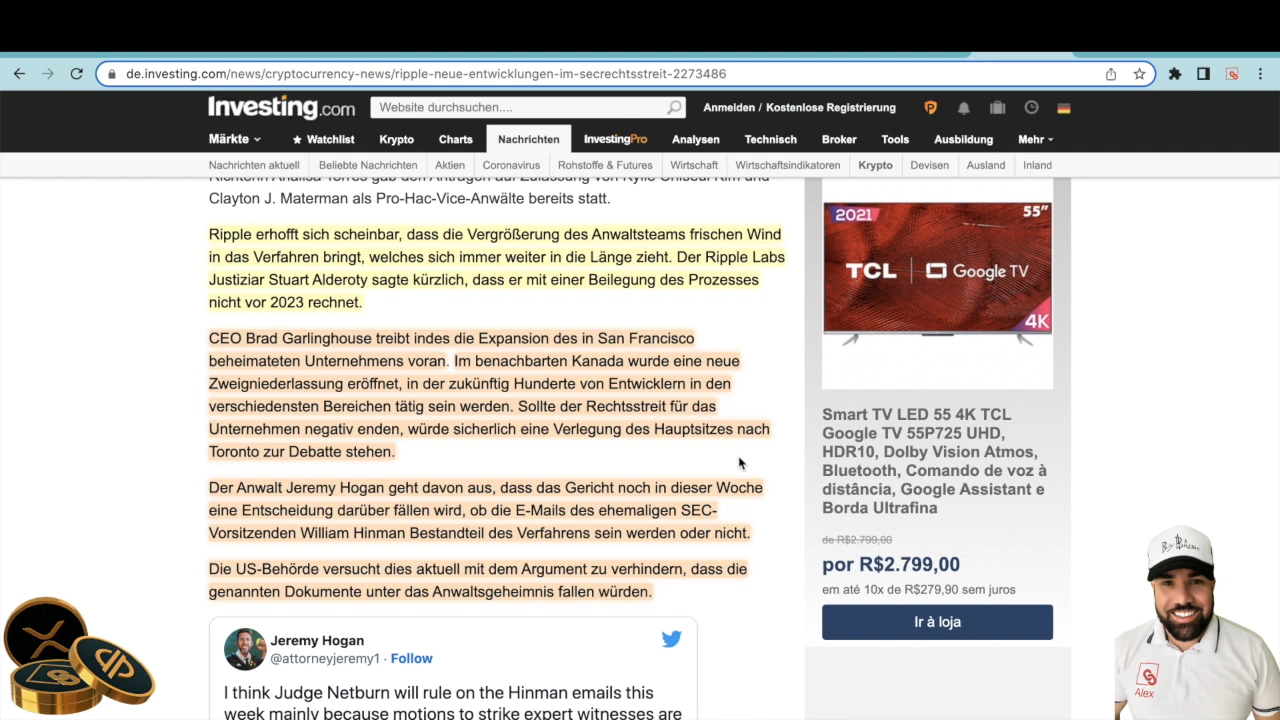 de.investing.com/news/cryptocurrency-news/ripple-neue-entwicklungen-im-secrechtsstreit-2273486
Investing.com
Website durchsuchen....
Anmelden / Kostenlose Registrierung
Märkte
Watchlist
Krypto
Charts
Nachrichten
InvestingPro
Analysen
Technisch
Broker
Tools
Ausbildung
Mehr
Nachrichten aktuell
Beliebte Nachrichten
Aktien
Coronavirus
Rohstoffe & Futures
Wirtschaft
Wirtschaftsindikatoren
Krypto
Devisen
Ausland
Inland
Richterin Analisa Torres gab den Anträgen auf Zulassung von Kylie Chiseul Kim und
Clayton J. Materman als Pro-Hac-Vice-Anwälte bereits statt.
Ripple erhofft sich scheinbar, dass die Vergrößerung des Anwaltsteams frischen Wind
in das Verfahren bringt, welches sich immer weiter in die Länge zieht. Der Ripple Labs
Justiziar Stuart Alderoty sagte kürzlich, dass er mit einer Beilegung des Prozesses
nicht vor 2023 rechnet.
CEO Brad Garlinghouse treibt indes die Expansion des in San Francisco
beheimateten Unternehmens voran. Im benachbarten Kanada wurde eine neue
Zweigniederlassung eröffnet, in der zukünftig Hunderte von Entwicklern in den
verschiedensten Bereichen tätig sein werden. Sollte der Rechtsstreit für das
Unternehmen negativ enden, würde sicherlich eine Verlegung des Hauptsitzes nach
Toronto zur Debatte stehen.
Der Anwalt Jeremy Hogan geht davon aus, dass das Gericht noch in dieser Woche
eine Entscheidung darüber fällen wird, ob die E-Mails des ehemaligen SEC-
Vorsitzenden William Hinman Bestandteil des Verfahrens sein werden oder nicht.
Die US-Behörde versucht dies aktuell mit dem Argument zu verhindern, dass die
genannten Dokumente unter das Anwaltsgeheimnis fallen würden.
Jeremy Hogan
@attorneyjeremy1 · Follow
I think Judge Netburn will rule on the Hinman emails this
week mainly because motions to strike expert witnesses are
2021
55”
TCL | Google TV
4K
Smart TV LED 55 4K TCL
Google TV 55P725 UHD,
HDR10, Dolby Vision Atmos,
Bluetooth, Comando de voz à
distância, Google Assistant e
Borda Ultrafina
de R$2.799,00
por R$2.799,00
em até 10x de R$279,90 sem juros
Ir à loja
Alex